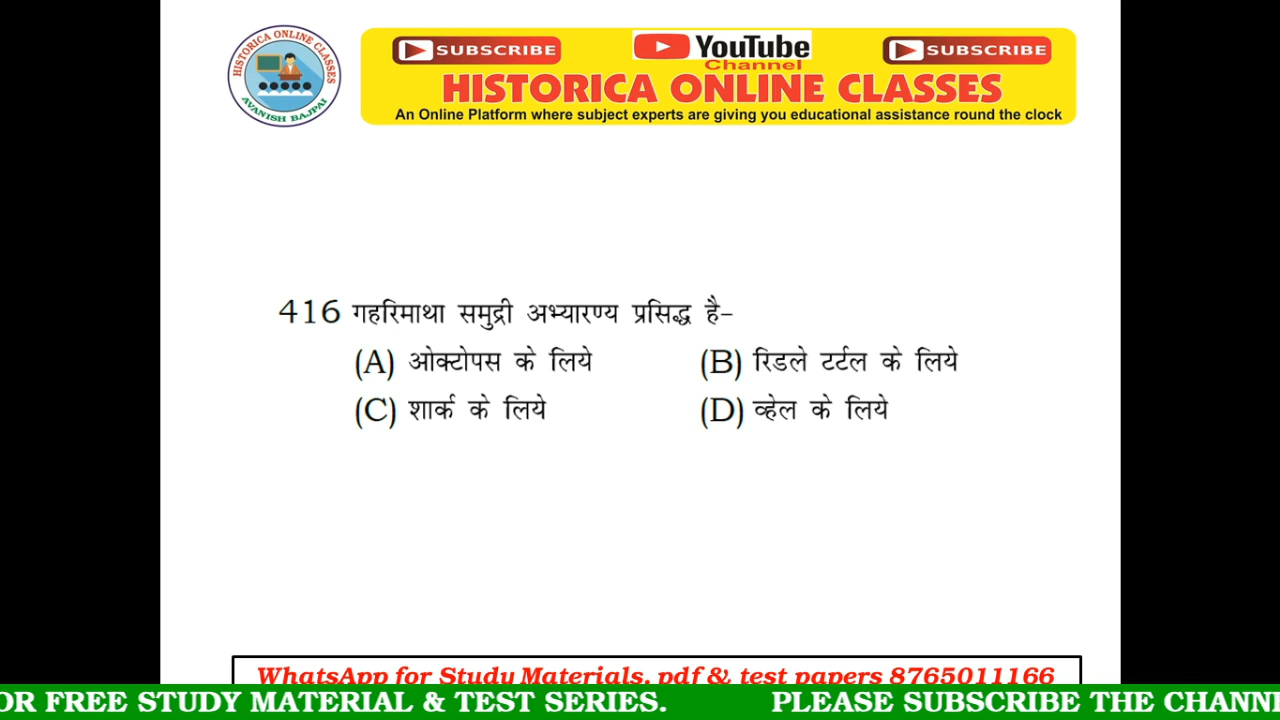 HISTORICA ONLINE CLASSES
AVANISH BAJPAI
SUBSCRIBE
YouTube
Channel
SUBSCRIBE
HISTORICA ONLINE CLASSES
An Online Platform where subject experts are giving you educational assistance round the clock
416 गहरिमाथा समुद्री अभ्यारण्य प्रसिद्ध है-
(A) ओक्टोपस के लिये (B) रिडले टर्टल के लिये
(C) शार्क के लिये (D) व्हेल के लिये
WhatsApp for Study Materials, pdf & test papers 8765011166
OR FREE STUDY MATERIAL & TEST SERIES. PLEASE SUBSCRIBE THE CHANN